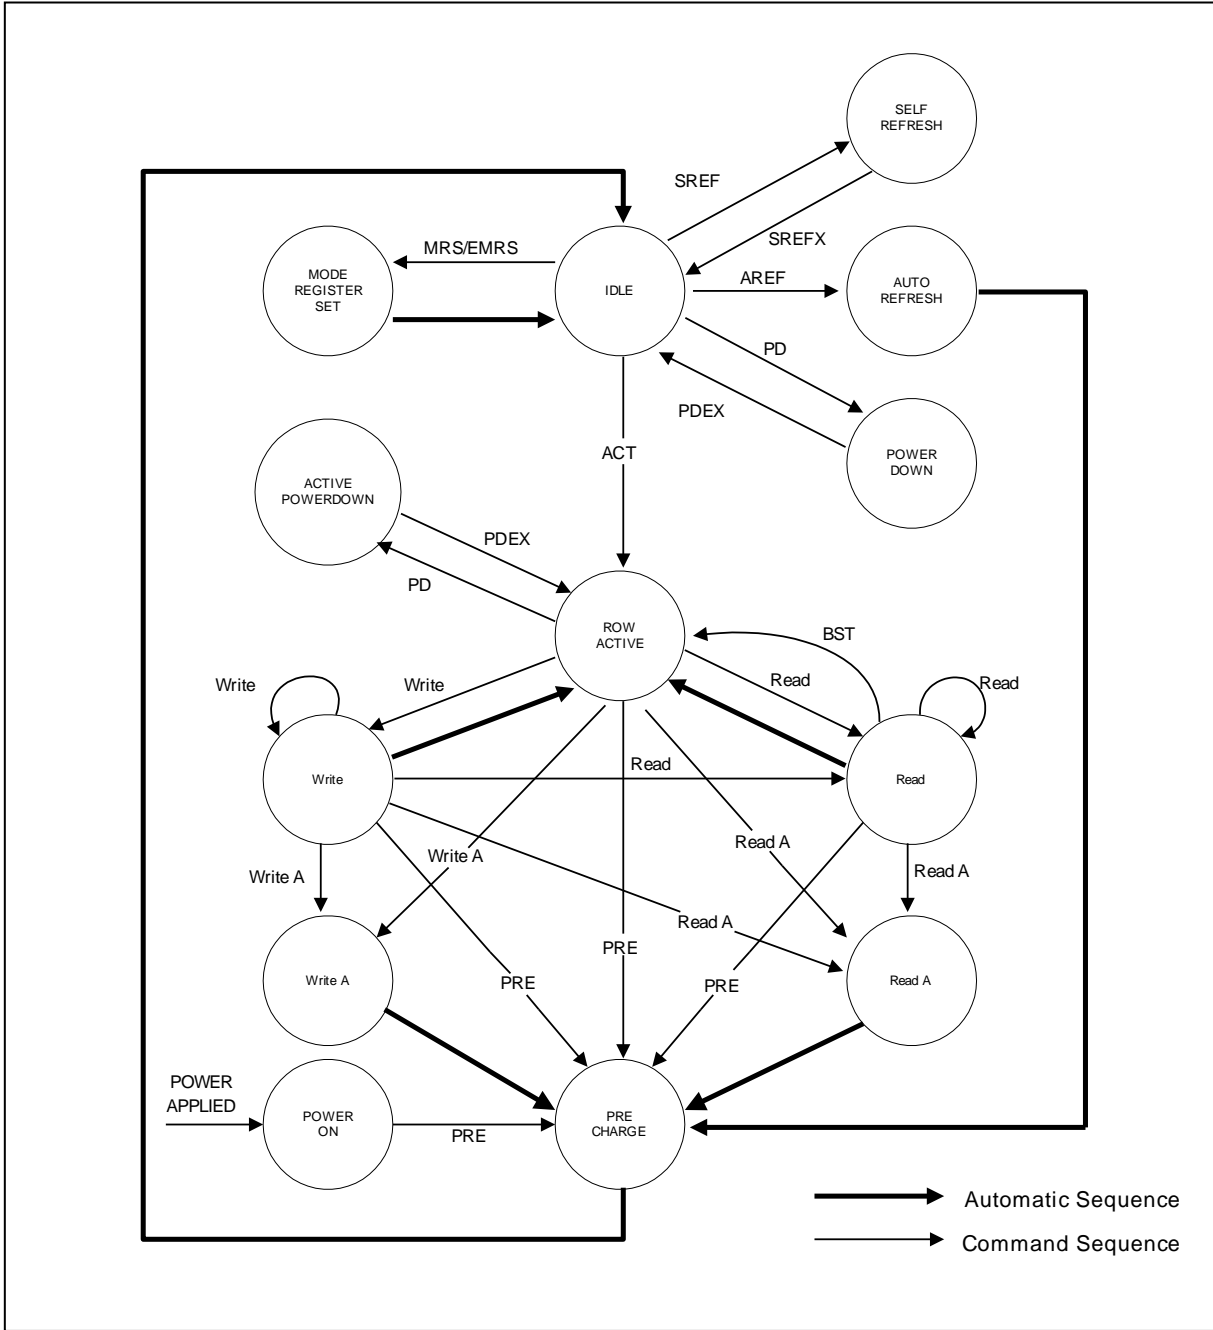 SELF
REFRESH
SREF
SREFX
MRS/EMRS
MODE
REGISTER
SET
IDLE
AREF
AUTO
REFRESH
PD
PDEX
POWER
DOWN
ACT
ACTIVE
POWERDOWN
PDEX
PD
ROW
ACTIVE
BST
Write
Write
Read
Read
Write
Read
Read
Write A
Write A
Read A
Read A
Read A
PRE
PRE
PRE
Write A
Read A
POWER
APPLIED
POWER
ON
PRE
PRE
CHARGE
Automatic Sequence
Command Sequence